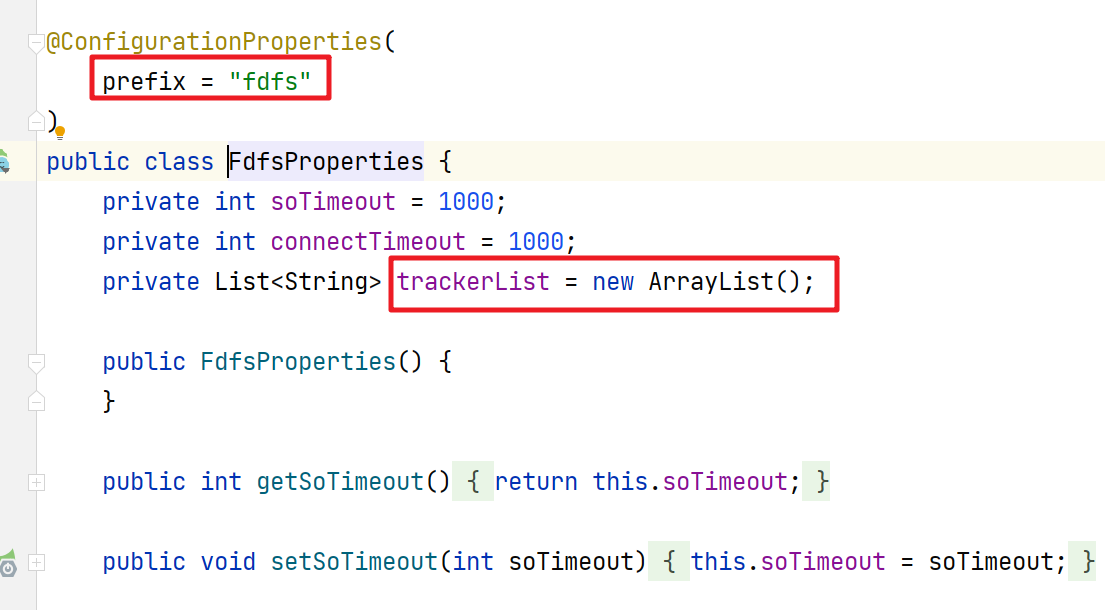 @ConfigurationProperties(
    prefix = "fdfs"
)
public class FdfsProperties {
    private int soTimeout = 1000;
    private int connectTimeout = 1000;
    private List<String> trackerList = new ArrayList();
    public FdfsProperties() {
    }
    public int getSoTimeout() { return this.soTimeout; }
    public void setSoTimeout(int soTimeout) { this.soTimeout = soTimeout; }